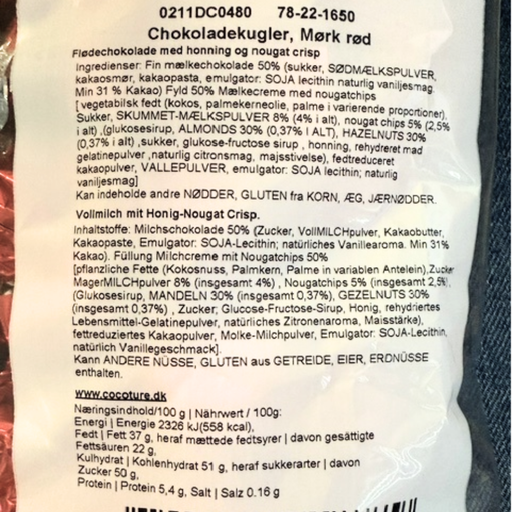 0211DC0480 78-22-1650
Chokoladekugler, Mørk rød
Flødechokolade med honning og nougat crisp
Ingredienser: Fin mælkechokolade 50% (sukker, SØDMÆLKSPULVER,
kakaosmør, kakaopasta, emulgator: SOJA lecithin naturlig vaniljesmag.
Min 31 % Kakao) Fyld 50% Mælkecreme med nougatchips
[ vegetabilsk fedt (kokos, palmekerneolie, palme i varierende proportioner).
Sukker, SKUMMET-MÆLKSPULVER 8% (4% i alt), nougat chips 5% (2,5%
i alt) ,(glukosesirup, ALMONDS 30% (0,37% I ALT), HAZELNUTS 30%
(0,37% i alt) ,sukker, glukose-fructose sirup , honning, rehydreret mad
gelatinepulver ,naturlig citronsmag, majsstivelse), fedtreduceret
kakaopulver, VALLEPULVER, emulgator: SOJA lecithin; naturlig
vaniljesmag]
Kan indeholde andre NØDDER, GLUTEN fra KORN, ÆG, JÆRNØDDER.
Vollmilch mit Honig-Nougat Crisp.
Inhaltstoffe: Milchschokolade 50% (Zucker, VollMILCHpulver, Kakaobutter,
Kakaopaste, Emulgator: SOJA-Lecithin; natürliches Vanillearoma. Min 31%
Kakao). Füllung Milchcreme mit Nougatchips 50%
[pflanzliche Fette (Kokosnuss, Palmkern, Palme in variablen Antelein),Zucker
MagerMILCHpulver 8% (insgesamt 4%) , Nougatchips 5% (insgesamt 2,5%),
(Glukosesirup, MANDELN 30% (insgesamt 0,37%), GEZELNUTS 30%
(insgesamt 0,37%) , Zucker, Glucose-Fructose-Sirup, Honig, rehydriertes
Lebensmittel-Gelatinepulver, natürliches Zitronenaroma, Maisstärke),
fettreduziertes Kakaopulver, Molke-Milchpulver, Emulgator: SOJA-Lecithin,
natürlich Vanillegeschmack].
Kann ANDERE NÜSSE, GLUTEN aus GETREIDE, EIER, ERDNÜSSE
enthalten.
www.cocoture.dk
Næringsindhold/100 g | Nährwert / 100g:
Energi | Energie 2326 kJ(558 kcal),
Fedt | Fett 37 g, heraf mættede fedtsyrer | davon gesättigte
Fettsäuren 22 g,
Kulhydrat | Kohlenhydrat 51 g, heraf sukkerarter | davon
Zucker 50 g,
Protein | Protein 5,4 g, Salt | Salz 0.16 g